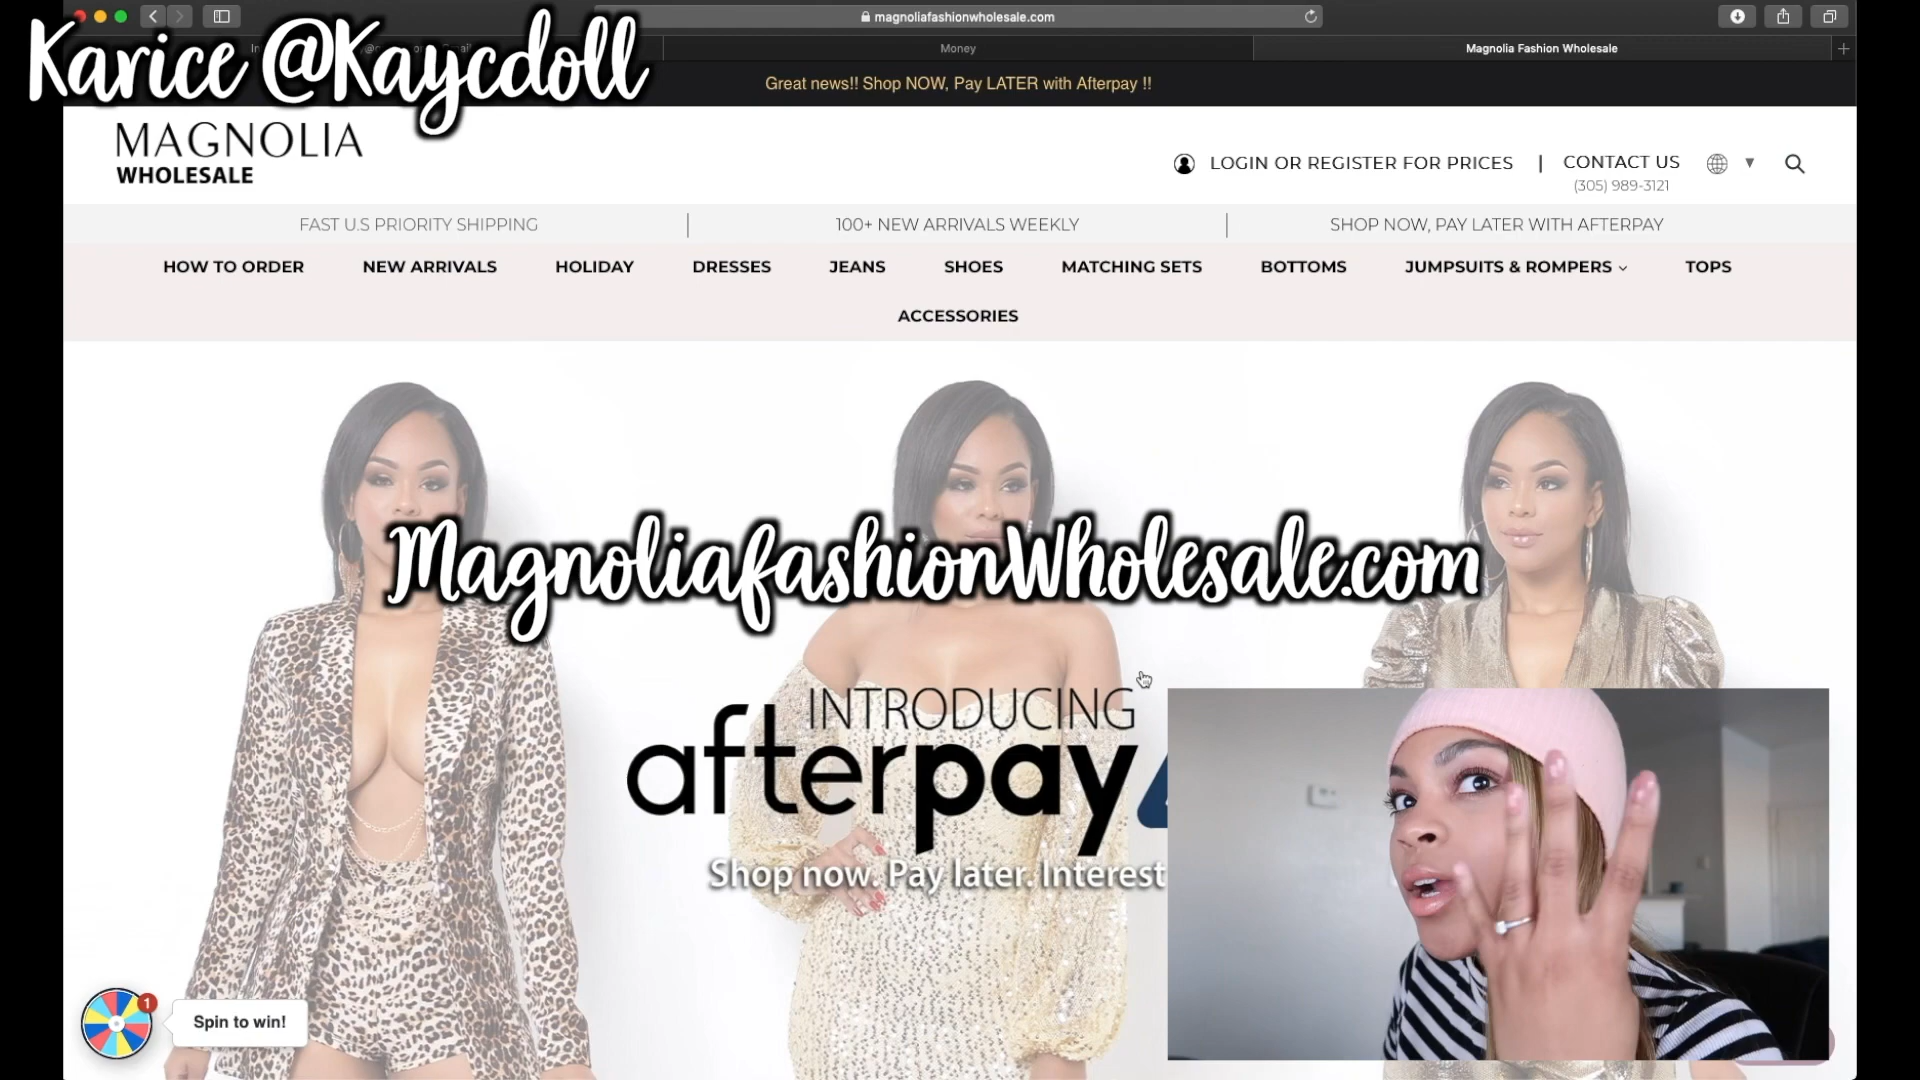 magnoliafashionwholesale.com
Money
Magnolia Fashion Wholesale
Karice @Kaycdoll
Great news!! Shop NOW, Pay LATER with Afterpay !!
MAGNOLIA
WHOLESALE
LOGIN OR REGISTER FOR PRICES
CONTACT US
(305) 989-3121
FAST U.S PRIORITY SHIPPING
100+ NEW ARRIVALS WEEKLY
SHOP NOW, PAY LATER WITH AFTERPAY
HOW TO ORDER
NEW ARRIVALS
HOLIDAY
DRESSES
JEANS
SHOES
MATCHING SETS
BOTTOMS
JUMPSUITS & ROMPERS
TOPS
ACCESSORIES
MagnoliafashionWholesale.com
INTRODUCING
afterpay
Shop now. Pay later. Interest
1
Spin to win!